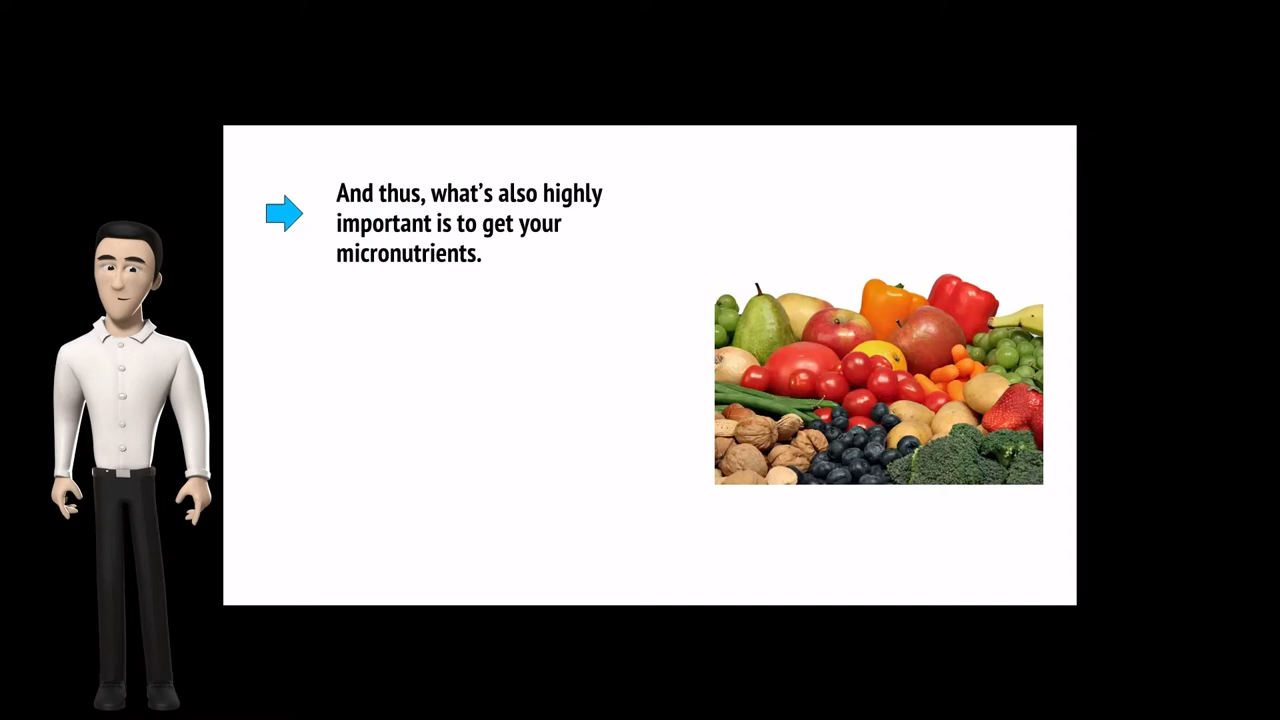 And thus, what's also highly
important is to get your
micronutrients.